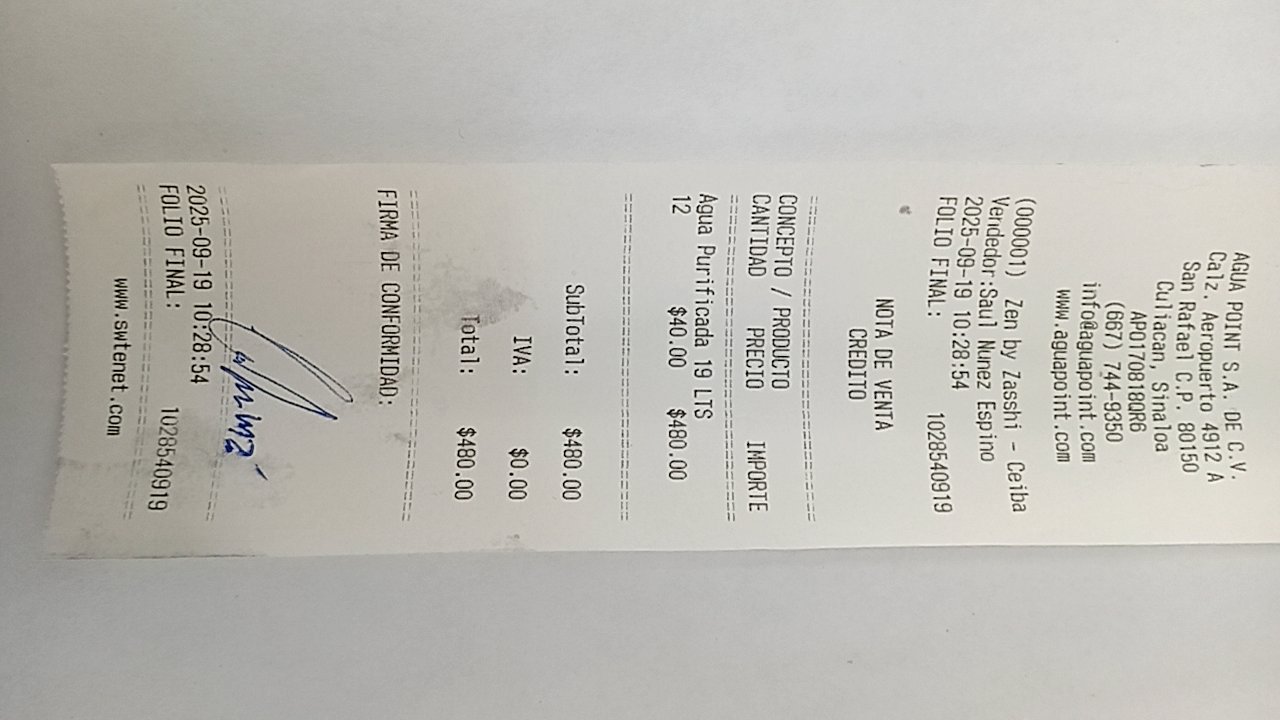 AGUA POINT S.A. DE C.V.
Calz. Aeropuerto 4912 A
San Rafael C.P. 80150
Culiacan, Sinaloa
APO170818QR6
(667) 744-9350
info@aguapoint.com
www.aguapoint.com
(000001) Zen by Zasshi - Ceiba
Vendedor:Saul Nunez Espino
2025-09-19 10:28:54
FOLIO FINAL: 1028540919
NOTA DE VENTA
CREDITO
CONCEPTO / PRODUCTO
CANTIDAD PRECIO IMPORTE
Agua Purificada 19 LTS
12 $40.00 $480.00
SubTotal: $480.00
IVA: $0.00
Total: $480.00
FIRMA DE CONFORMIDAD:
2025-09-19 10:28:54
FOLIO FINAL: 1028540919
www.swtenet.com